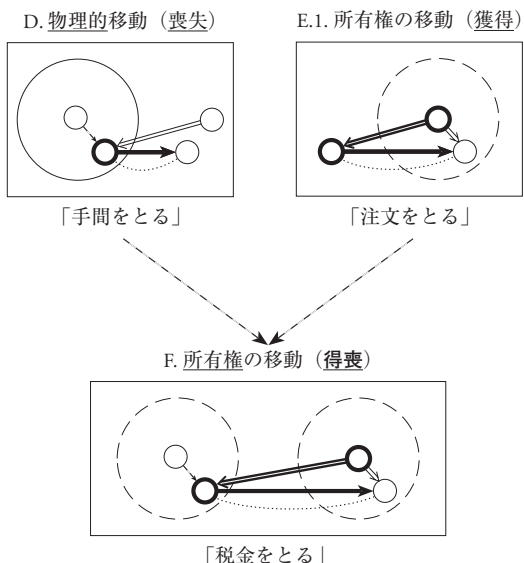 D. 物理的移動（喪失）
E.1. 所有権の移動（獲得）
「手間をとる」
「注文をとる」
F. 所有権の移動（得喪）
「税金をとる」